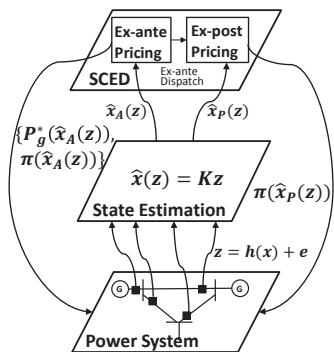 Ex-ante Pricing
Ex-post Pricing
SCED
Ex-ante
Dispatch
x̂_A(z)
x̂_P(z)
{P*_g(x̂_A(z)),
π(x̂_A(z))}
x̂(z) = Kz
State Estimation
π(x̂_P(z))
z = h(x) + e
G
G
Power System